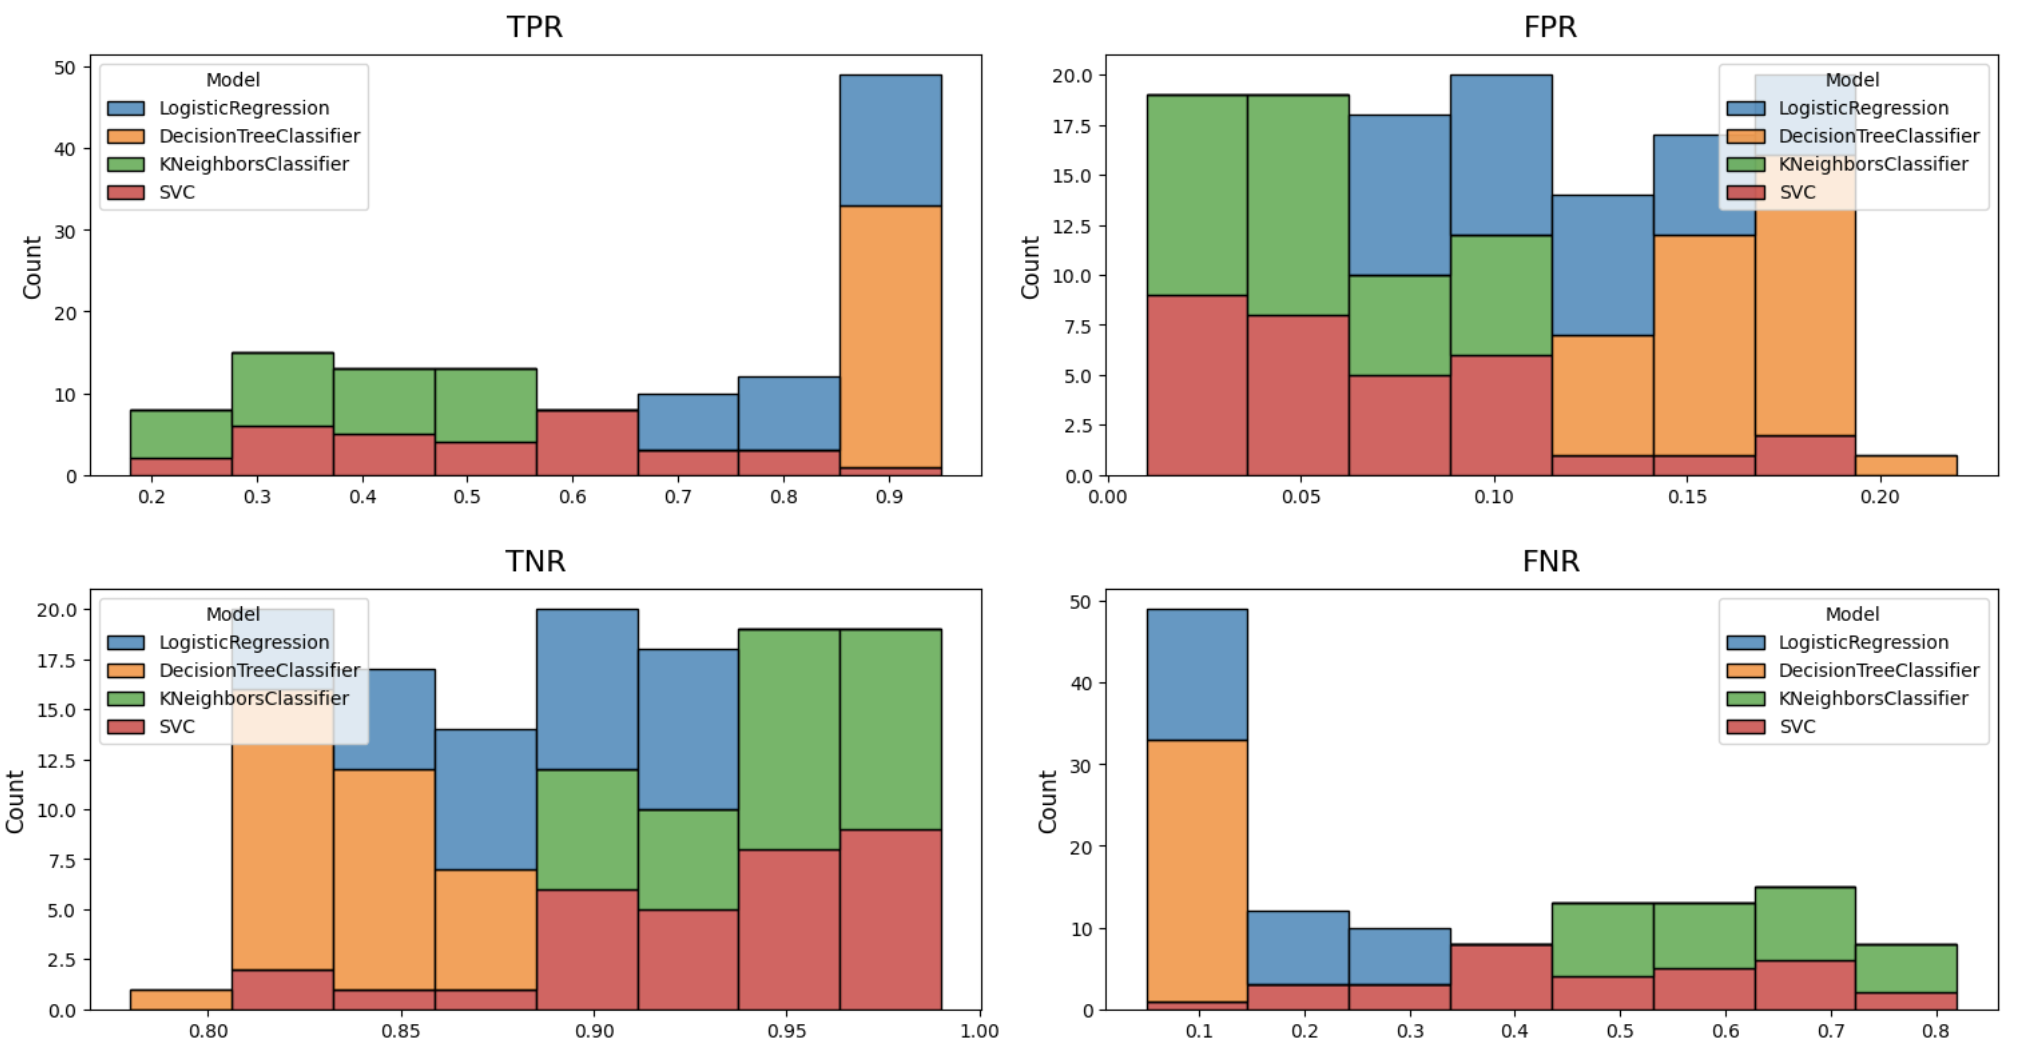 TPR
50
40
30
20
10
0
Count
Model
LogisticRegression
DecisionTreeClassifier
KNeighborsClassifier
SVC
0.2 0.3 0.4 0.5 0.6 0.7 0.8 0.9
FPR
20.0
17.5
15.0
12.5
10.0
7.5
5.0
2.5
0.0
Count
Model
LogisticRegression
DecisionTreeClassifier
KNeighborsClassifier
SVC
0.00 0.05 0.10 0.15 0.20
TNR
20.0
17.5
15.0
12.5
10.0
7.5
5.0
2.5
0.0
Count
Model
LogisticRegression
DecisionTreeClassifier
KNeighborsClassifier
SVC
0.80 0.85 0.90 0.95 1.00
FNR
50
40
30
20
10
0
Count
Model
LogisticRegression
DecisionTreeClassifier
KNeighborsClassifier
SVC
0.1 0.2 0.3 0.4 0.5 0.6 0.7 0.8